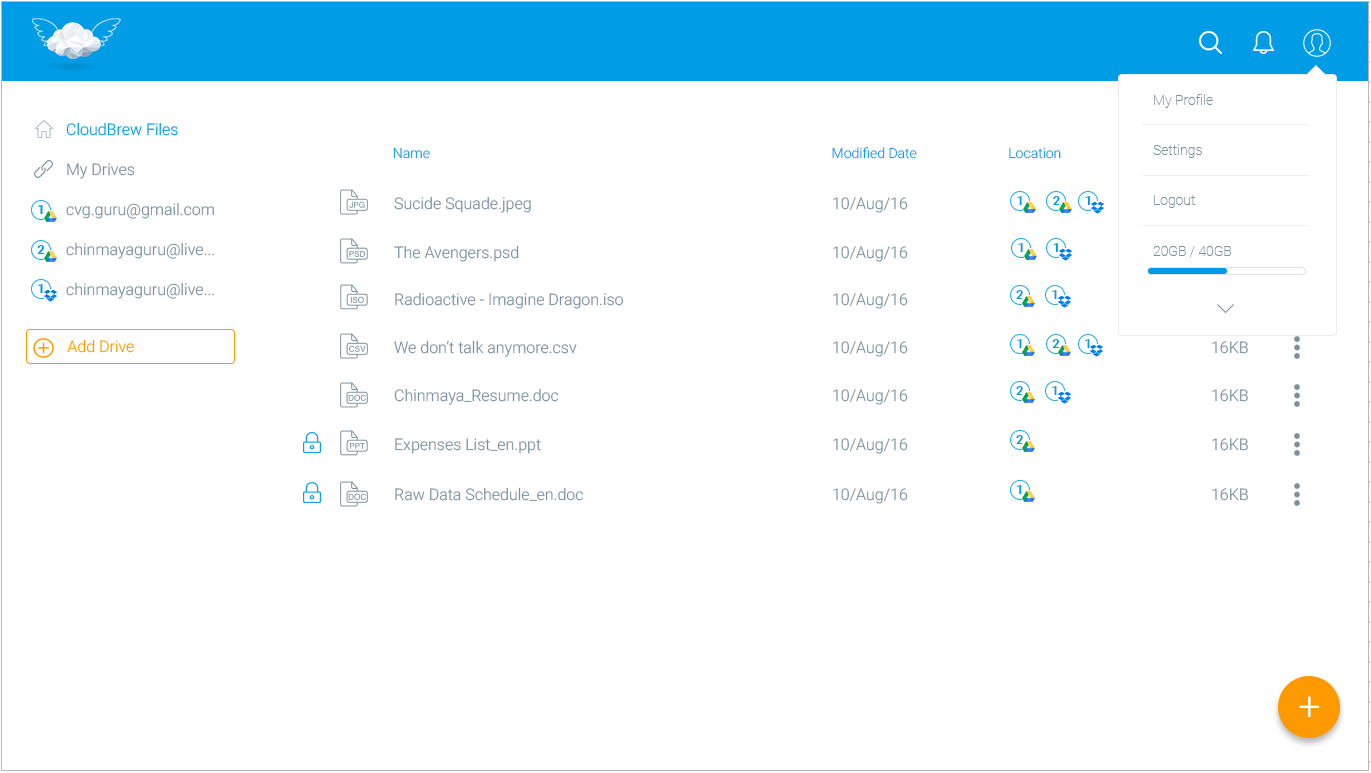 My Profile
CloudBrew Files
Settings
Name Modified Date Location
My Drives
Logout
JPG Sucide Squade.jpeg 10/Aug/16 1 2 1
1 cvg.guru@gmail.com
20GB / 40GB
2 chinmayaguru@live...
PSD The Avengers.psd 10/Aug/16 1 1
1 chinmayaguru@live...
ISO Radioactive - Imagine Dragon.iso 10/Aug/16 2 1
Add Drive
CSV We don't talk anymore.csv 10/Aug/16 1 2 1 16KB
DOC Chinmaya_Resume.doc 10/Aug/16 2 1 16KB
PPT Expenses List_en.ppt 10/Aug/16 2 16KB
DOC Raw Data Schedule_en.doc 10/Aug/16 1 16KB